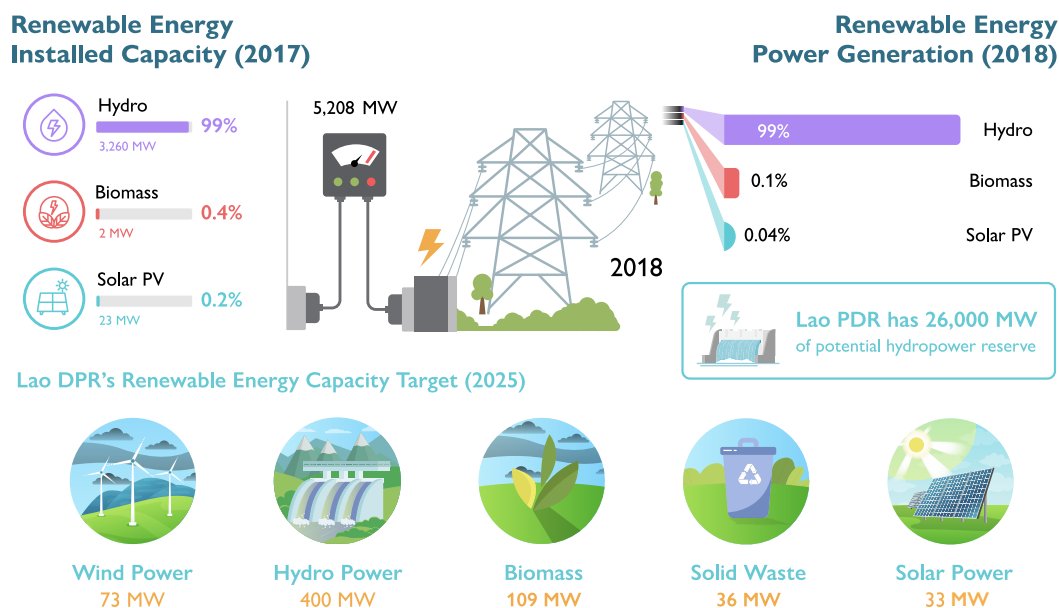 Renewable Energy
Installed Capacity (2017)
Hydro
99%
3,260 MW
Biomass
0.4%
2 MW
Solar PV
0.2%
23 MW
5,208 MW
2018
Renewable Energy
Power Generation (2018)
99%
Hydro
0.1%
Biomass
0.04%
Solar PV
Lao PDR has 26,000 MW
of potential hydropower reserve
Lao DPR's Renewable Energy Capacity Target (2025)
Wind Power
73 MW
Hydro Power
400 MW
Biomass
109 MW
Solid Waste
36 MW
Solar Power
33 MW